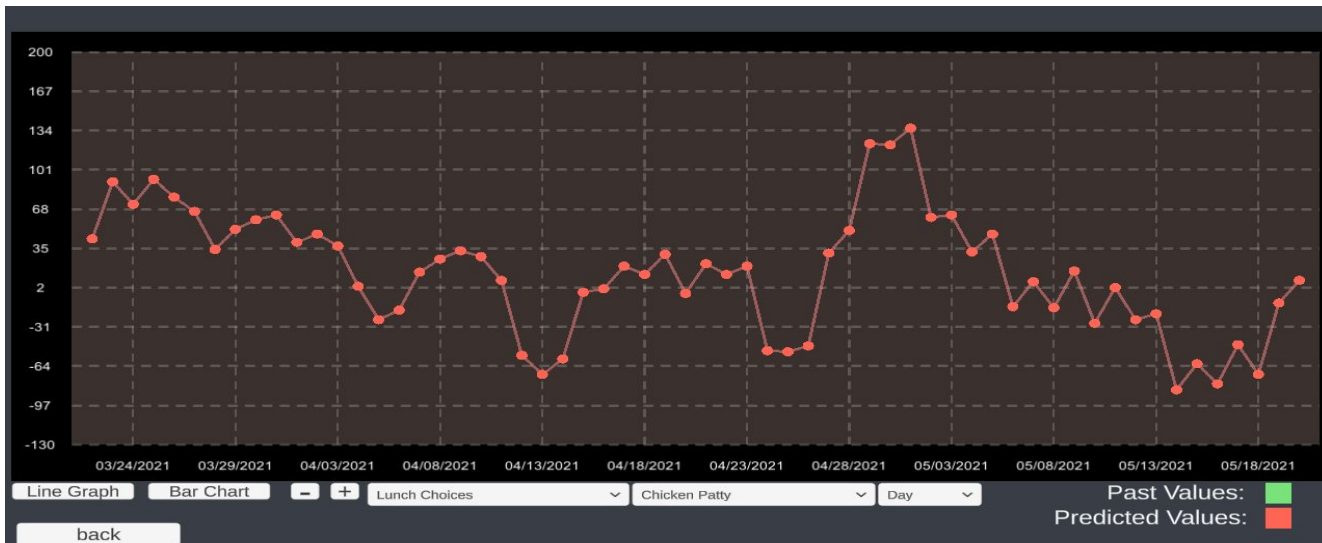 200
167
134
101
68
35
2
-31
-64
-97
-130
03/24/2021 03/29/2021 04/03/2021 04/08/2021 04/13/2021 04/18/2021 04/23/2021 04/28/2021 05/03/2021 05/08/2021 05/13/2021 05/18/2021
Line Graph Bar Chart - + Lunch Choices Chicken Patty Day Past Values:
Predicted Values:
back